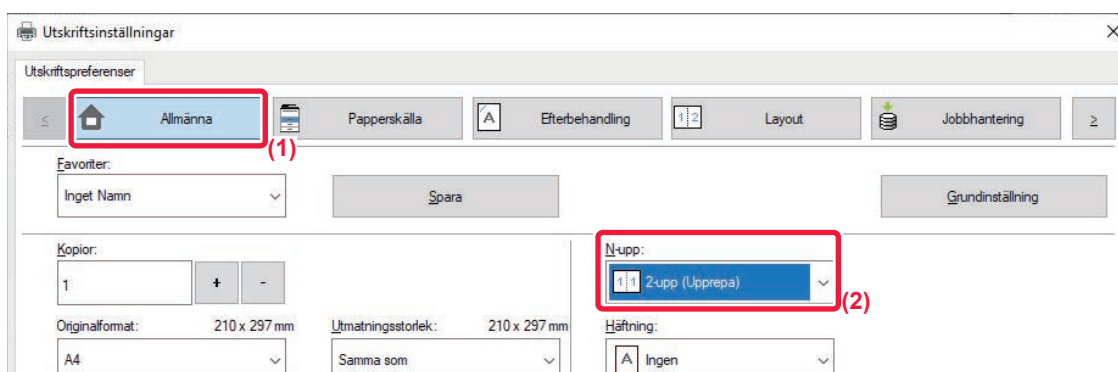 Utskriftsinställningar
Utskriftspreferenser
< Allmänna Papperskälla A Efterbehandling 1 2 Layout Jobbhantering >
(1)
Favoriter:
Inget Namn Spara Grundinställning
Kopior: N-upp:
1 + - 1 1 2-upp (Upprepa)
(2)
Originalformat: 210 x 297 mm Utmatningsstorlek: 210 x 297 mm Häftning:
A4 Samma som A Ingen